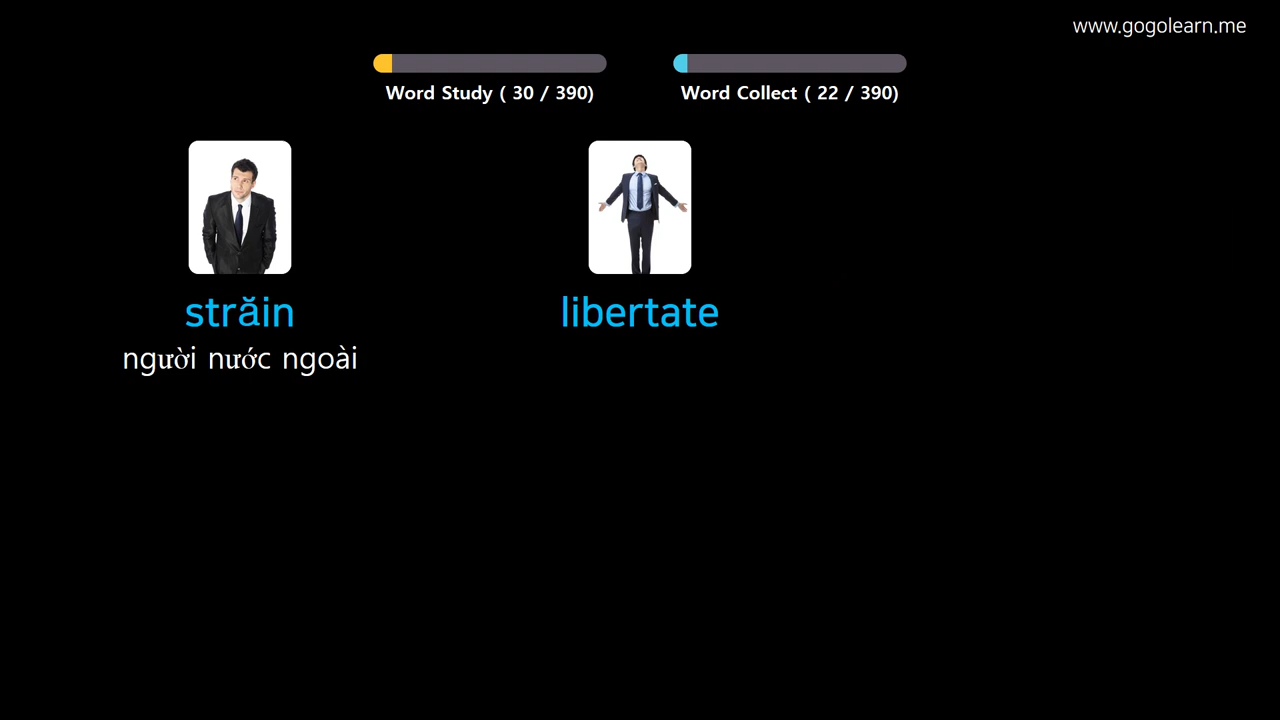 www.gogolearn.me
Word Study ( 30 / 390)
Word Collect ( 22 / 390)
străin
libertate
người nước ngoài